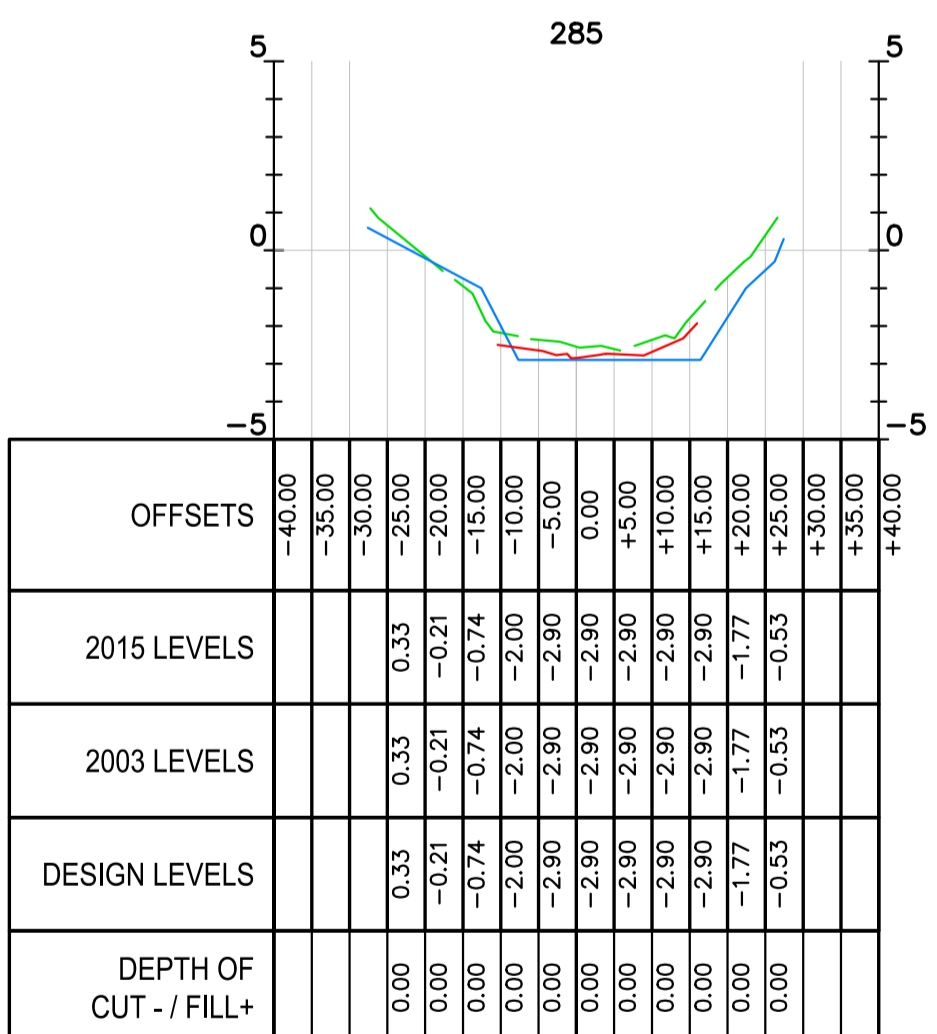 285
5 5
0 0
−5 −5
OFFSETS −40.00 −35.00 −30.00 −25.00 −20.00 −15.00 −10.00 −5.00 0.00 +5.00 +10.00 +15.00 +20.00 +25.00 +30.00 +35.00 +40.00
2015 LEVELS 0.33 −0.21 −0.74 −2.00 −2.90 −2.90 −2.90 −2.90 −2.90 −1.77 −0.53
2003 LEVELS 0.33 −0.21 −0.74 −2.00 −2.90 −2.90 −2.90 −2.90 −2.90 −1.77 −0.53
DESIGN LEVELS 0.33 −0.21 −0.74 −2.00 −2.90 −2.90 −2.90 −2.90 −2.90 −1.77 −0.53
DEPTH OF
CUT - / FILL+ 0.00 0.00 0.00 0.00 0.00 0.00 0.00 0.00 0.00 0.00 0.00